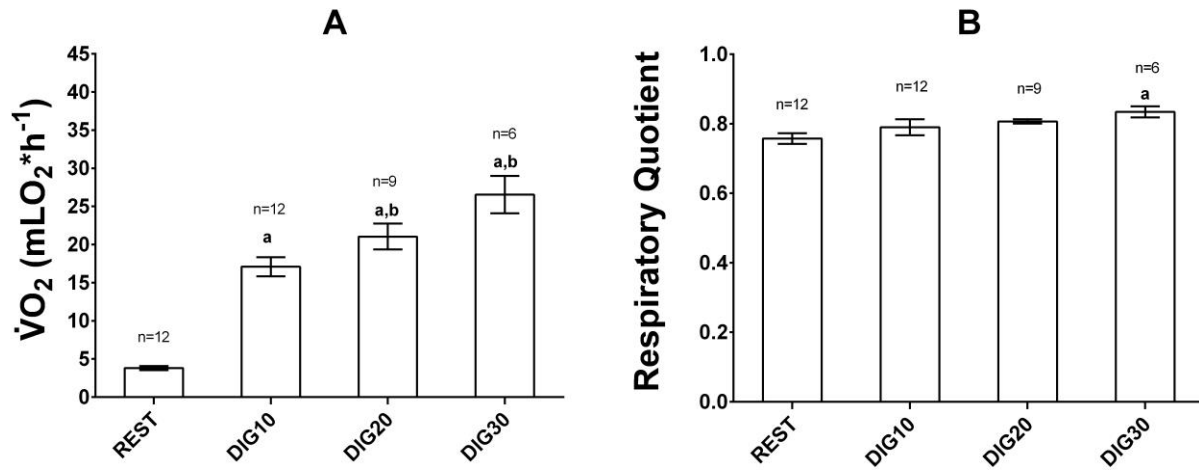 A
V̇O₂ (mLO₂*h⁻¹)
45
40
35
30
25
20
15
10
5
0
n=12
n=12
a
n=9
a,b
n=6
a,b
REST
DIG10
DIG20
DIG30
B
Respiratory Quotient
1.0
0.8
0.6
0.4
0.2
0.0
n=12
n=12
n=9
n=6
a
REST
DIG10
DIG20
DIG30